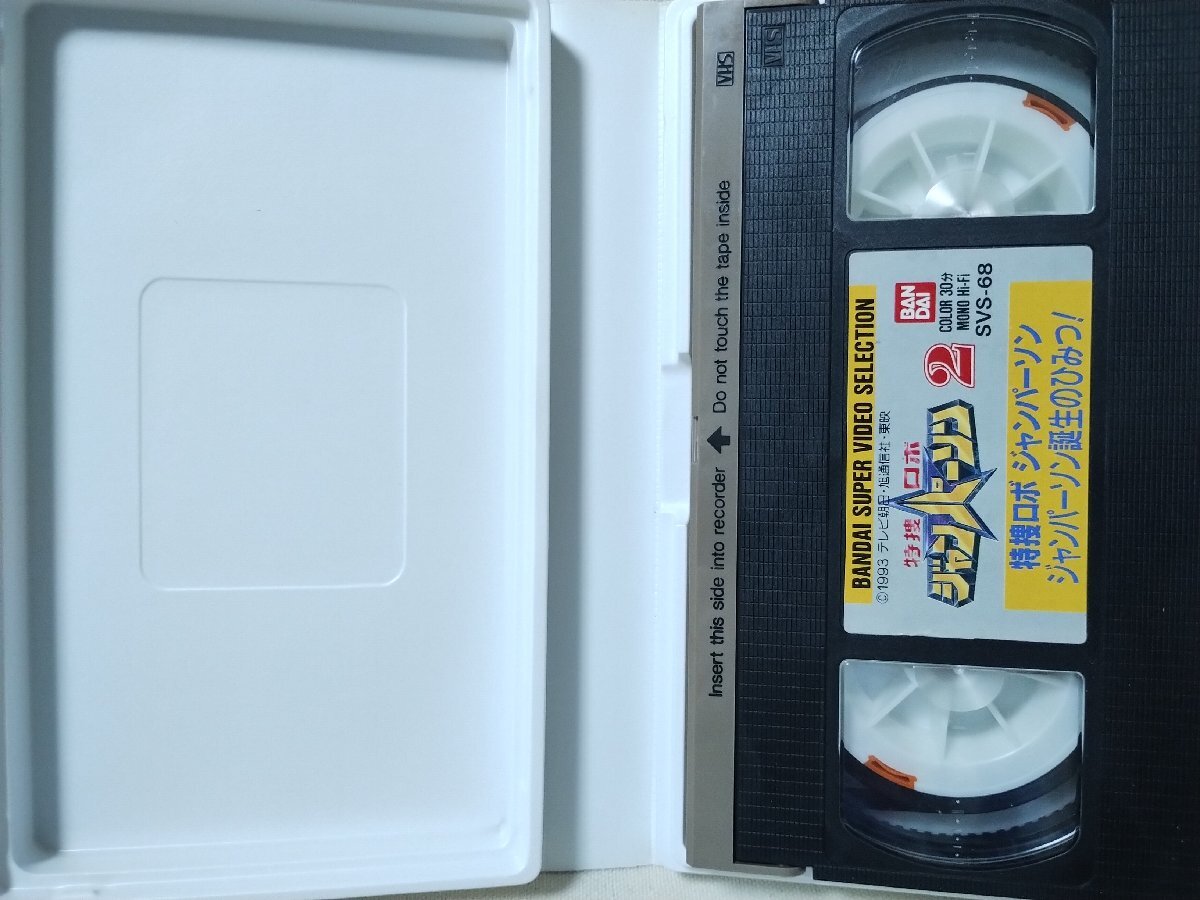 VHS
Insert this side into recorder ↑ Do not touch the tape inside
VHS
BANDAI SUPER VIDEO SELECTION
©1993 テレビ朝日・旭通信社・東映
特捜ロボ
ジャンパーソン
2
BAN
DAI
COLOR 30分
MONO Hi-Fi
SVS-68
特捜ロボ ジャンパーソン
ジャンパーソン誕生のひみつ!